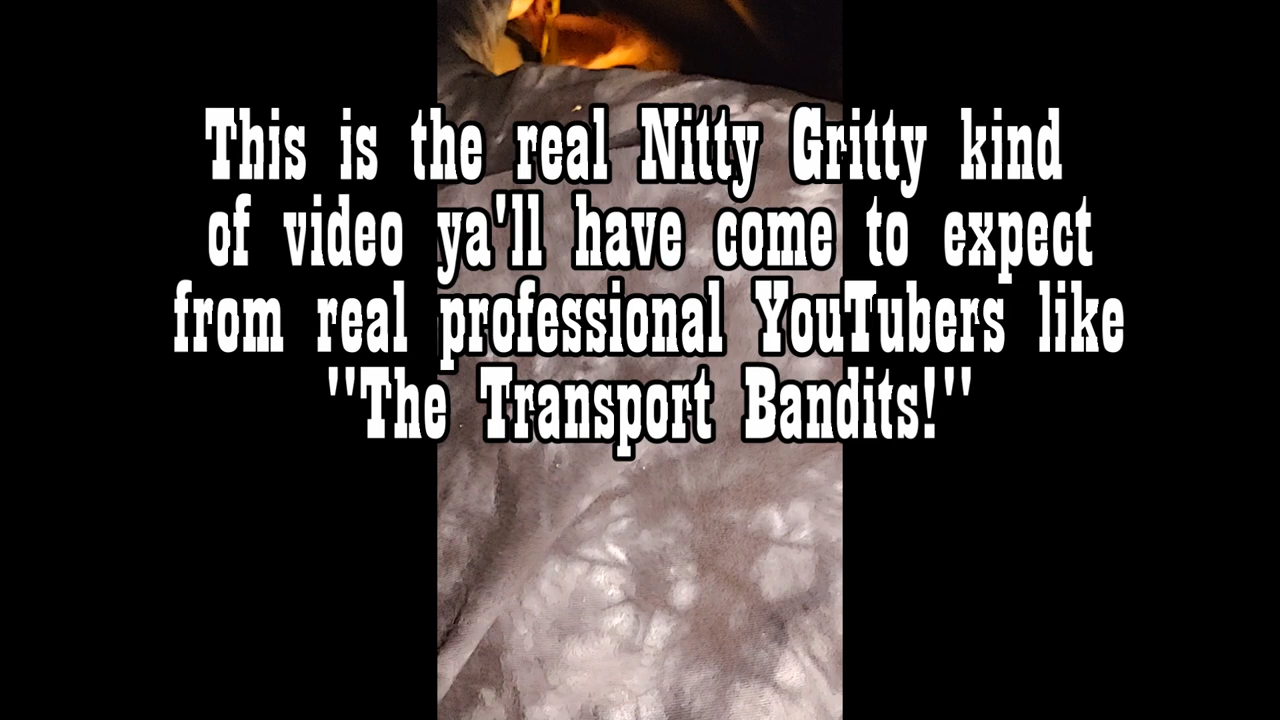 This is the real Nitty Gritty kind
of video ya'll have come to expect
from real professional YouTubers like
"The Transport Bandits!"